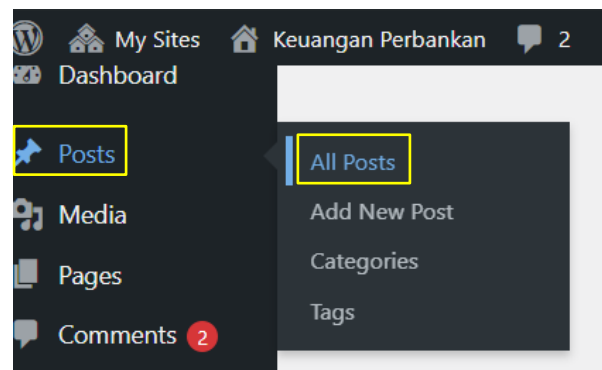 My Sites Keuangan Perbankan 2
Dashboard
Posts
All Posts
Add New Post
Categories
Tags
Media
Pages
Comments 2